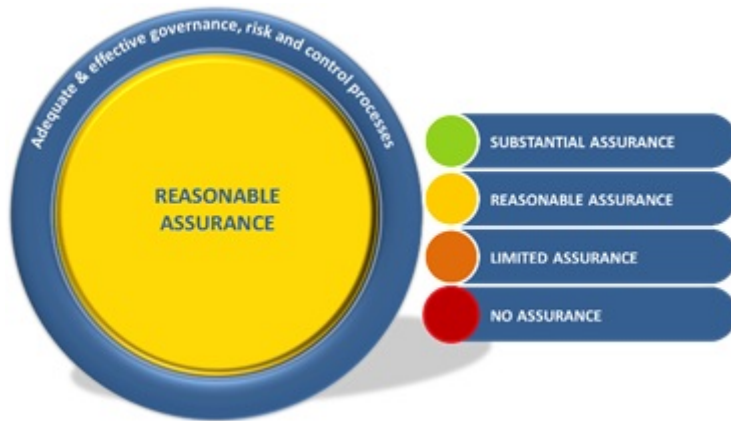 Adequate & effective governance, risk and control processes
REASONABLE
ASSURANCE
SUBSTANTIAL ASSURANCE
REASONABLE ASSURANCE
LIMITED ASSURANCE
NO ASSURANCE